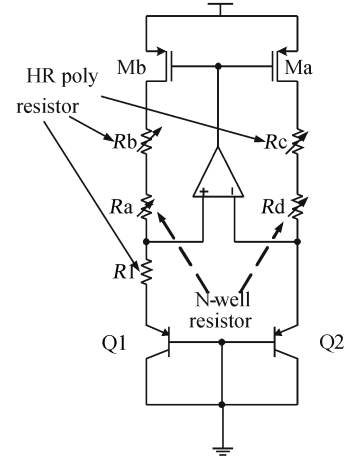 Mb
Ma
HR poly
resistor
Rb
Rc
Ra
Rd
+ −
R1
N-well
resistor
Q1
Q2